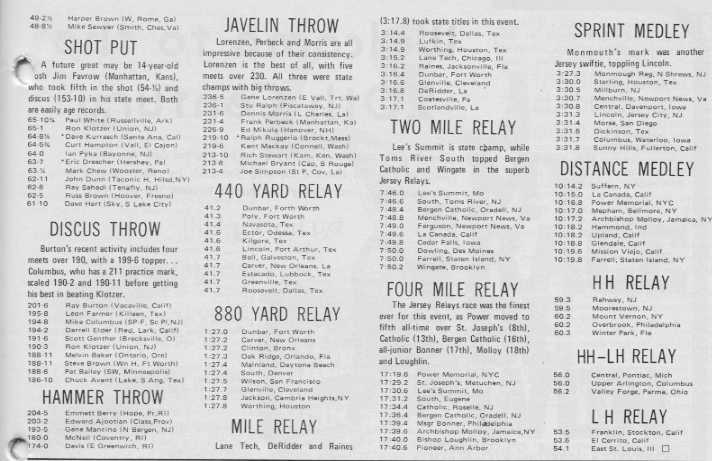 49-2½ Harper Brown (W, Rome, Ga)
48-8½ Mike Sawyer (Smith, Chas, Va)
SHOT PUT
A future great may be 14-year-old
Josh Jim Favrow (Manhattan, Kans),
who took fifth in the shot (54-½) and
discus (153-10) in his state meet. Both
are easily age records.
65-10¾ Paul White (Russellville, Ark)
65-1 Ron Klotzer (Union, NJ)
64-8½ *Dave Kurrasch (Santa Ana, Cal)
64-5¾ Curt Hampton (Vall, El Cajon)
64-0 Ian Pyka (Bayonne, NJ)
63-7 *Eric Drescher (Hershey, Pa)
63-½ Mark Chew (Wooster, Reno)
62-11 John Dunn (Taconic H, Hllsd, NY)
62-8 Ray Sahadi (Tenafly, NJ)
62-5 Russ Brown (Hoover, Fresno)
61-10 Dave Hart (Sky, S Lake City)
DISCUS THROW
Burton's recent activity includes four
meets over 190, with a 199-6 topper...
Columbus, who has a 211 practice mark,
scaled 190-2 and 190-11 before getting
his best in beating Klotzer.
201-6 Ray Burton (Vacaville, Calif)
195-8 Leon Farmer (Killeen, Tex)
194-8 Mike Columbus (SP-F, Sc Pl, NJ)
194-2 Darrell Elder (Red, Lark, Calif)
191-6 Scott Genther (Brecksville, O)
190-3 Ron Klotzer (Union, NJ)
188-11 Melvin Baker (Ontario, Ore)
188-11 Steve Brown (Wn H, Ft Worth)
188-6 Pat Bailey (SW, Minneapolis)
186-10 Chuck Avant (Lake, S Ang, Tex)
HAMMER THROW
204-5 Emmett Berry (Hope, Pr, RI)
203-2 Edward Ajootian (Class, Prov)
192-5 Gene Mancino (N Bergen, NJ)
180-0 McNeil (Coventry, RI)
174-0 Davis (E Greenwich, RI)
JAVELIN THROW
Lorenzen, Perbeck and Morris are all
impressive because of their consistency.
Lorenzen is the best of all, with five
meets over 230. All three were state
champs with big throws.
236-5 Gene Lorenzen (E Vall, Trt, Wa)
236-1 Stu Ralph (Piscataway, NJ)
231-6 Dennis Morris (L Charles, La)
231-4 Frank Perbeck (Manhattan, Ka)
226-9 Ed Mikula (Hanover, NH)
219-10 *Ralph Ruggerio (Brockt, Mass)
219-6 Kent Mackay (Connell, Wash)
213-10 Rich Stewart (Kam, Ken, Wash)
213-6 Michael Bryant (Cap, S Rouge)
213-4 Joe Simpson (St P, Cov, La)
440 YARD RELAY
41.2 Dunbar, Forth Worth
41.3 Poly, Fort Worth
41.4 Navasota, Tex
41.6 Ector, Odessa, Tex
41.6 Kilgore, Tex
41.6 Lincoln, Fort Arthur, Tex
41.7 Ball, Galveston, Tex
41.7 Carver, New Orleans, La
41.7 Estacado, Lubbock, Tex
41.7 Greenville, Tex
41.7 Roosevelt, Dallas, Tex
880 YARD RELAY
1:27.0 Dunbar, Fort Worth
1:27.2 Carver, New Orleans
1:27.2 Clinton, Bronx
1:27.3 Oak Ridge, Orlando, Fla
1:27.4 Mainland, Daytona Beach
1:27.4 South, Denver
1:27.5 Wilson, San Francisco
1:27.7 Glenville, Cleveland
1:27.8 Jackson, Cambria Heights, NY
1:27.8 Worthing, Houston
MILE RELAY
Lane Tech, DeRidder and Raines
(3:17.8) took state titles in this event.
3:14.4 Roosevelt, Dallas, Tex
3:14.9 Lufkin, Tex
3:14.9 Worthing, Houston, Tex
3:15.2 Lane Tech, Chicago, Ill
3:16.2 Raines, Jacksonville, Fla
3:16.4 Dunbar, Fort Worth
3:16.6 Glenville, Cleveland
3:16.8 DeRidder, La
3:17.1 Coatesville, Pa
3:17.1 Scotlandville, La
TWO MILE RELAY
Lee's Summit is state champ, while
Toms River South topped Bergen
Catholic and Wingate in the superb
Jersey Relays.
7:46.0 Lee's Summit, Mo
7:46.6 South, Toms River, NJ
7:48.4 Bergen Catholic, Oradell, NJ
7:48.8 Menchville, Newport News, Va
7:49.0 Ferguson, Newport News, Va
7:49.6 La Canada, Calif
7:49.8 Cedar Falls, Iowa
7:50.0 Dowling, Des Moines
7:50.0 Farrell, Staten Island, NY
7:50.2 Wingate, Brooklyn
FOUR MILE RELAY
The Jersey Relays race was the finest
ever for this event, as Power moved to
fifth all-time over St. Joseph's (8th),
Catholic (13th), Bergen Catholic (16th),
all-junior Bonner (17th), Molloy (18th)
and Loughlin.
17:19.6 Power Memorial, NYC
17:29.2 St. Joseph's, Metuchen, NJ
17:30.6 Lee's Summit, Mo
17:31.2 South, Eugene
17:34.4 Catholic, Roselle, NJ
17:36.4 Bergen Catholic, Oradell, NJ
17:39.4 Msgr Bonner, Philadelphia
17:39.6 Archbishop Molloy, Jamaica, NY
17:40.0 Bishop Loughlin, Brooklyn
17:40.5 Pioneer, Ann Arbor
SPRINT MEDLEY
Monmouth's mark was another
Jersey swiftie, toppling Lincoln.
3:27.3 Monmough Reg, N Shrews, NJ
3:30.0 Sterling, Houston, Tex
3:30.5 Millburn, NJ
3:30.7 Menchville, Newport News, Va
3:30.8 Central, Davenport, Iowa
3:31.3 Lincoln, Jersey City, NJ
3:31.4 Morse, San Diego
3:31.6 Dickinson, Tex
3:31.7 Columbus, Waterloo, Iowa
3:31.8 Sunny Hills, Fullerton, Calif
DISTANCE MEDLEY
10:14.2 Suffern, NY
10:15.0 La Canada, Calif
10:16.8 Power Memorial, NYC
10:17.0 Mepham, Bellmore, NY
10:17.2 Archbishop Molloy, Jamaica, NY
10:18.2 Hammond, Ind
10:18.2 Upland, Calif
10:18.8 Glendale, Calif
10:19.6 Mission Viejo, Calif
10:19.8 Farrell, Staten Island, NY
HH RELAY
59.3 Rahway, NJ
59.5 Moorestown, NJ
60.2 Mount Vernon, NY
60.2 Overbrook, Philadelphia
60.3 Winter Park, Fla
HH-LH RELAY
56.0 Central, Pontiac, Mich
56.0 Upper Arlington, Columbus
56.2 Valley Forge, Parma, Ohio
LH RELAY
53.5 Franklin, Stockton, Calif
53.6 El Cerrito, Calif
54.1 East St. Louis, Ill